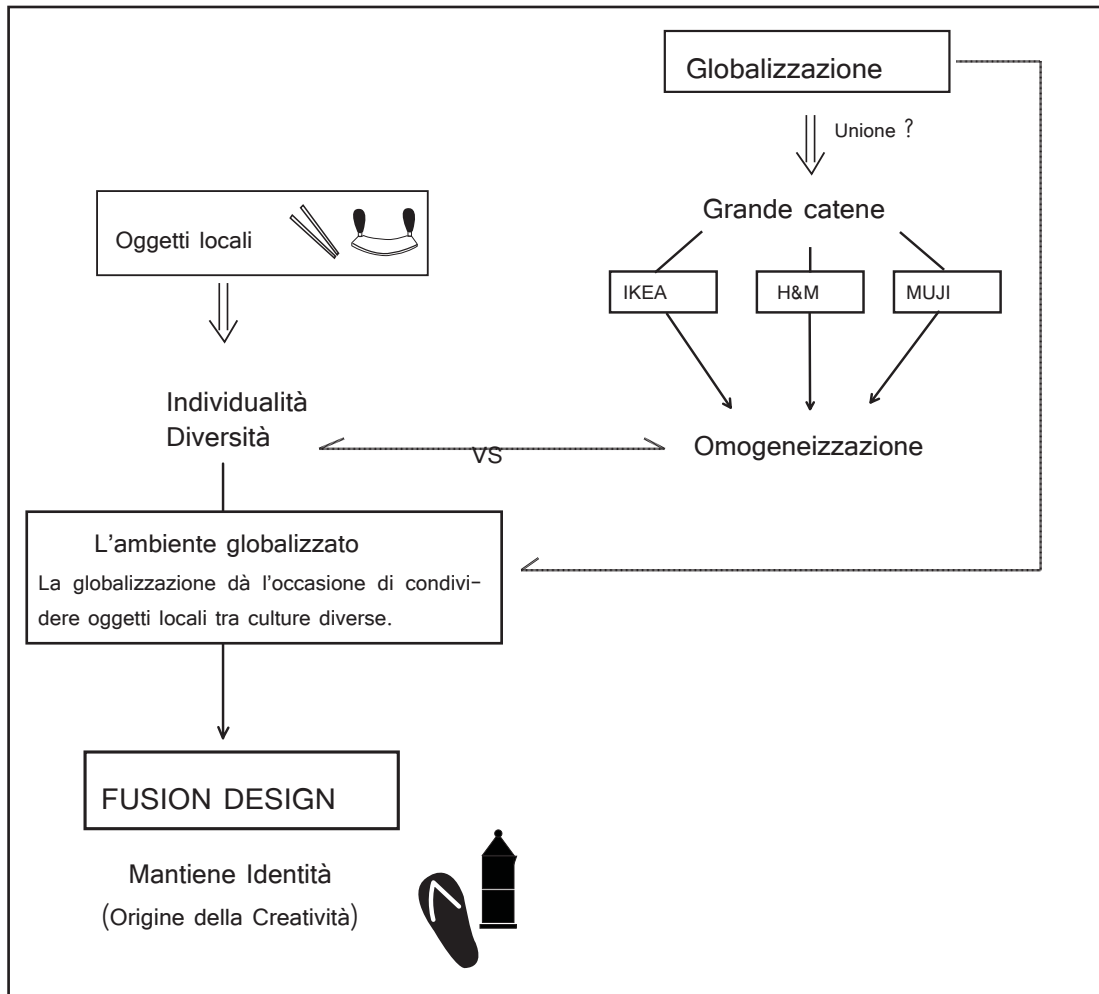 Globalizzazione
Unione ?
Grande catene
IKEA
H&M
MUJI
Omogeneizzazione
Oggetti locali
Individualità
Diversità
VS
L'ambiente globalizzato
La globalizzazione dà l'occasione di condivi-
dere oggetti locali tra culture diverse.
FUSION DESIGN
Mantiene Identità
(Origine della Creatività)